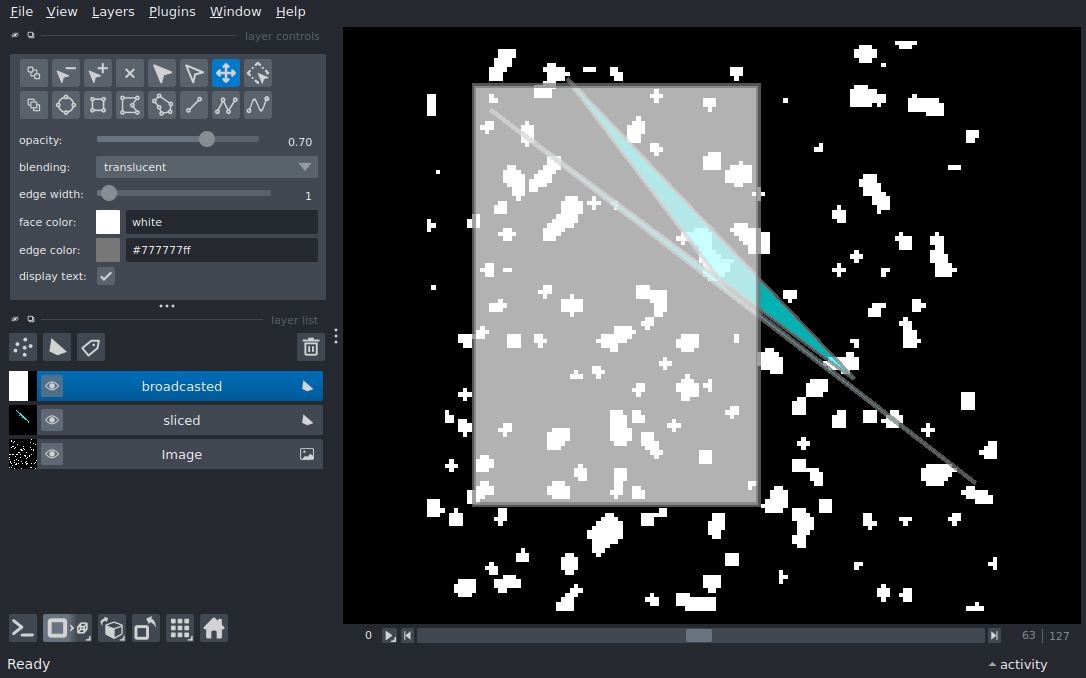 File View Layers Plugins Window Help
layer controls
opacity: 0.70
blending: translucent
edge width: 1
face color: white
edge color: #777777ff
display text:
layer list
broadcasted
sliced
Image
0 63 127
Ready activity